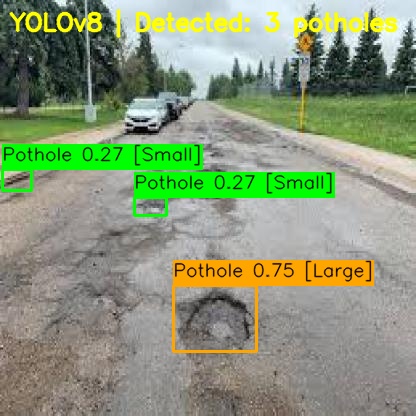 YOLOv8 | Detected: 3 potholes
Pothole 0.27 [Small]
Pothole 0.27 [Small]
Pothole 0.75 [Large]